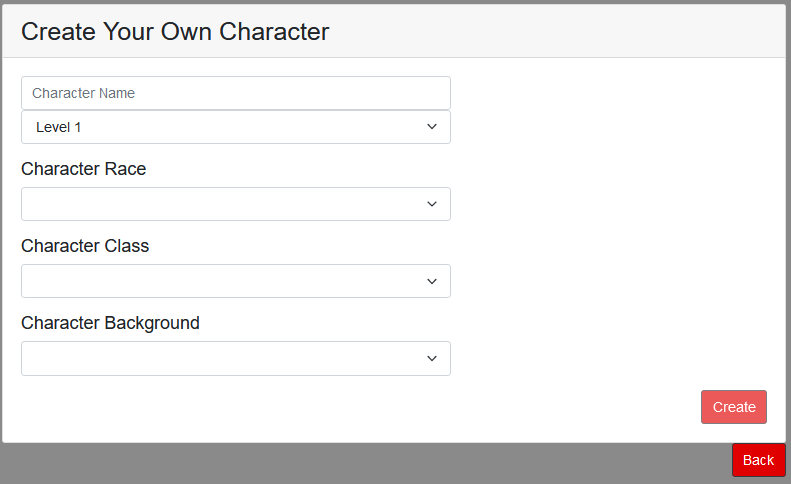 Create Your Own Character
Character Name
Level 1
Character Race
Character Class
Character Background
Create
Back